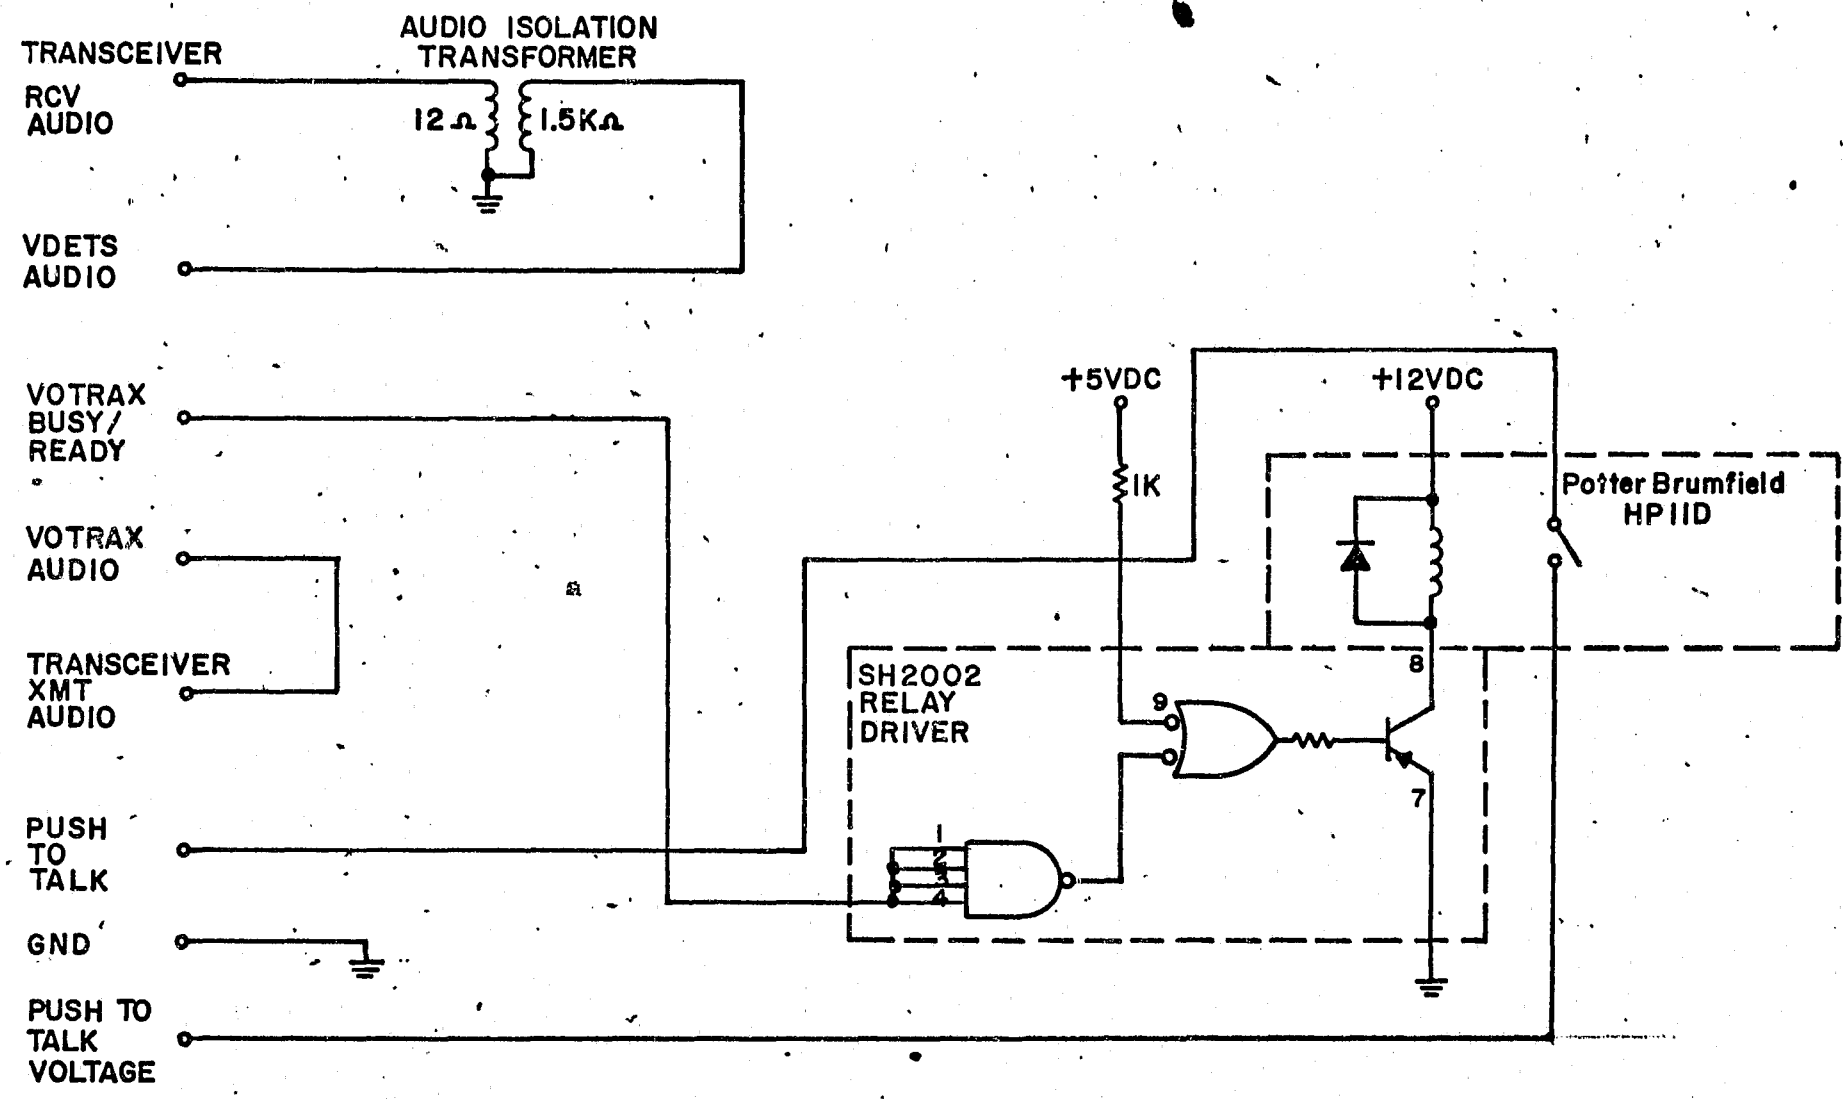 AUDIO ISOLATION
TRANSFORMER
TRANSCEIVER
RCV
AUDIO
12Ω
1.5KΩ
VDETS
AUDIO
VOTRAX
BUSY/
READY
VOTRAX
AUDIO
TRANSCEIVER
XMT
AUDIO
PUSH
TO
TALK
GND
PUSH TO
TALK
VOLTAGE
+5VDC
+12VDC
1K
Potter Brumfield
HP11D
SH2002
RELAY
DRIVER
8
9
7
1
2
3
4